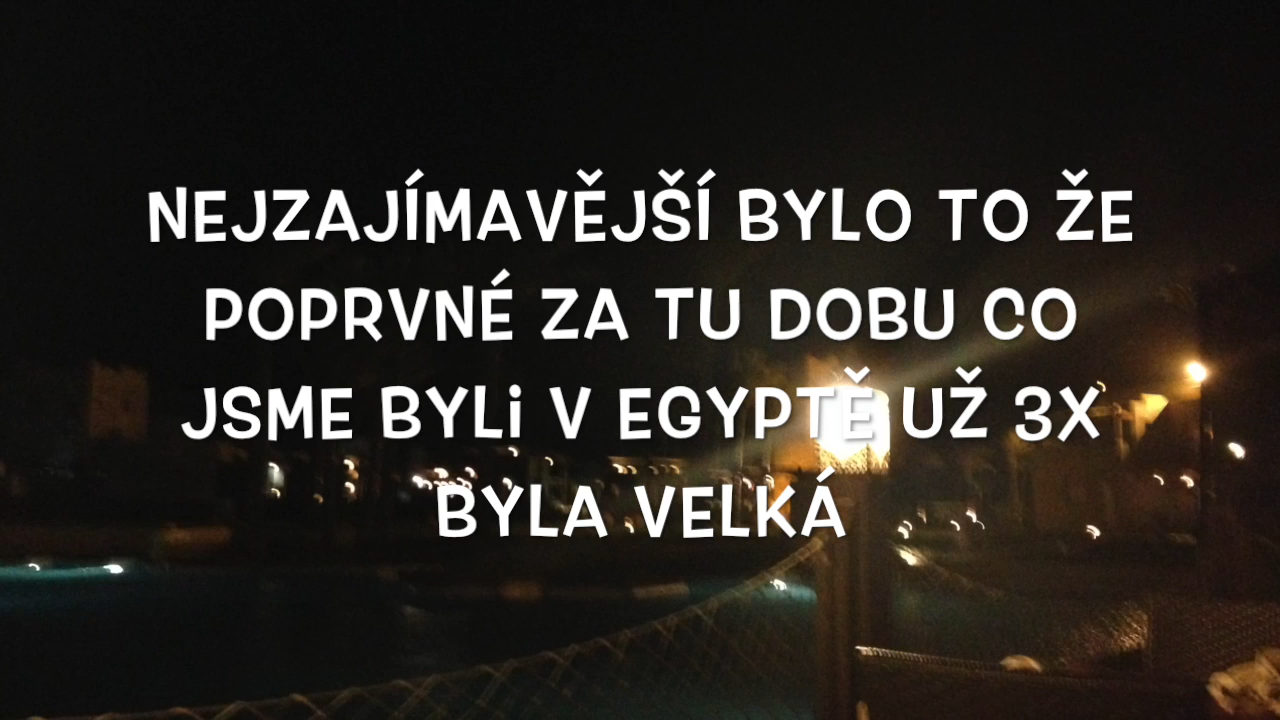 NEJZAJÍMAVĚJŠÍ BYLO TO ŽE
POPRVNÉ ZA TU DOBU CO
JSME BYLi V EGYPTĚ UŽ 3X
BYLA VELKÁ